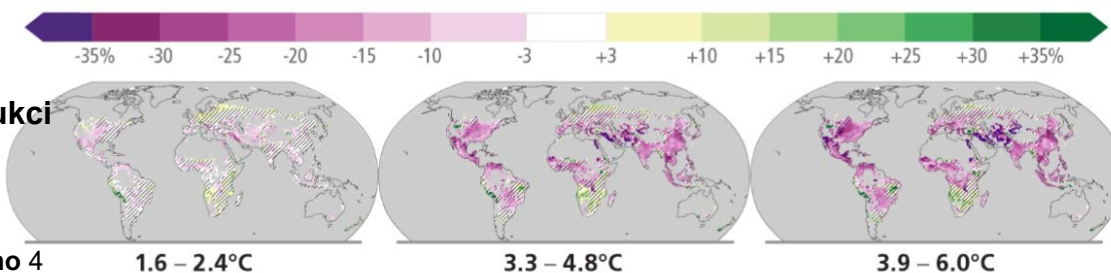 -35% -30 -25 -20 -15 -10 -3 +3 +10 +15 +20 +25 +30 +35%
ukci
no 4 1.6 – 2.4°C 3.3 – 4.8°C 3.9 – 6.0°C